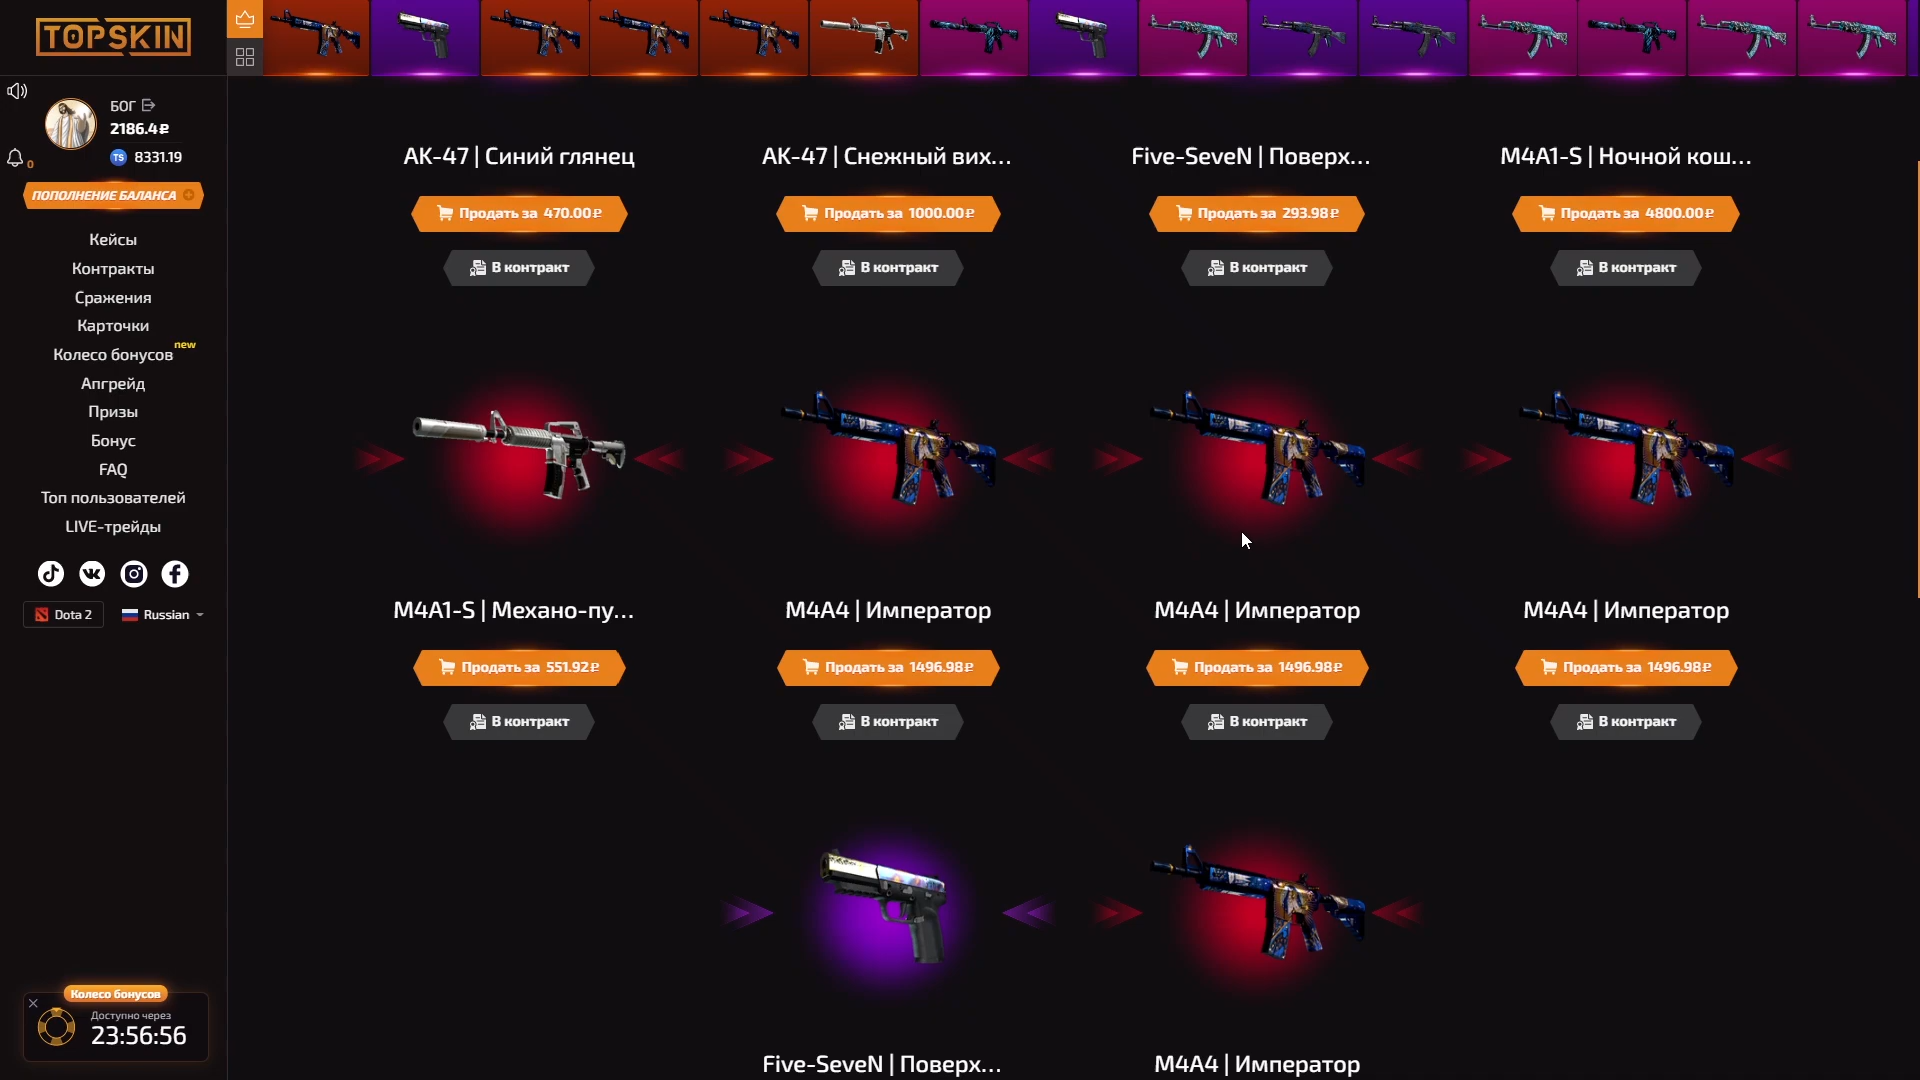 TOPSKIN
БОГ
2186.4₽
TS 8331.19
0
ПОПОЛНЕНИЕ БАЛАНСА
Кейсы
Контракты
Сражения
Карточки
Колесо бонусов new
Апгрейд
Призы
Бонус
FAQ
Топ пользователей
LIVE-трейды
Dota 2 Russian
Колесо бонусов
Доступно через
23:56:56
AK-47 | Синий глянец AK-47 | Снежный вих... Five-SeveN | Поверх... M4A1-S | Ночной кош...
Продать за 470.00₽ Продать за 1000.00₽ Продать за 293.98₽ Продать за 4800.00₽
В контракт В контракт В контракт В контракт
M4A1-S | Механо-пу... M4A4 | Император M4A4 | Император M4A4 | Император
Продать за 551.92₽ Продать за 1496.98₽ Продать за 1496.98₽ Продать за 1496.98₽
В контракт В контракт В контракт В контракт
Five-SeveN | Поверх... M4A4 | Император